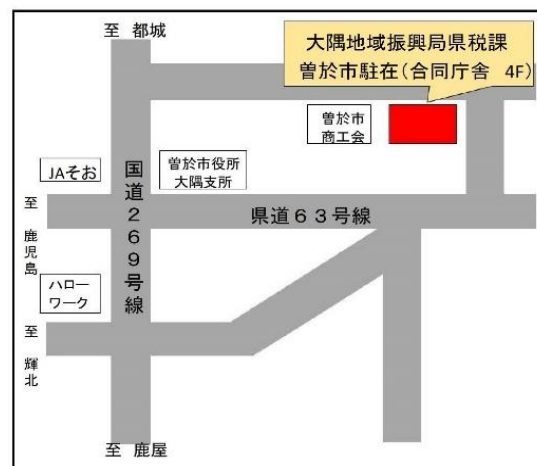 至 都城
大隅地域振興局県税課
曽於市駐在(合同庁舎 4F)
曽於市
商工会
JAそお
曽於市役所
大隅支所
国道269号線
至 鹿児島
県道63号線
ハロー
ワーク
至 輝北
至 鹿屋